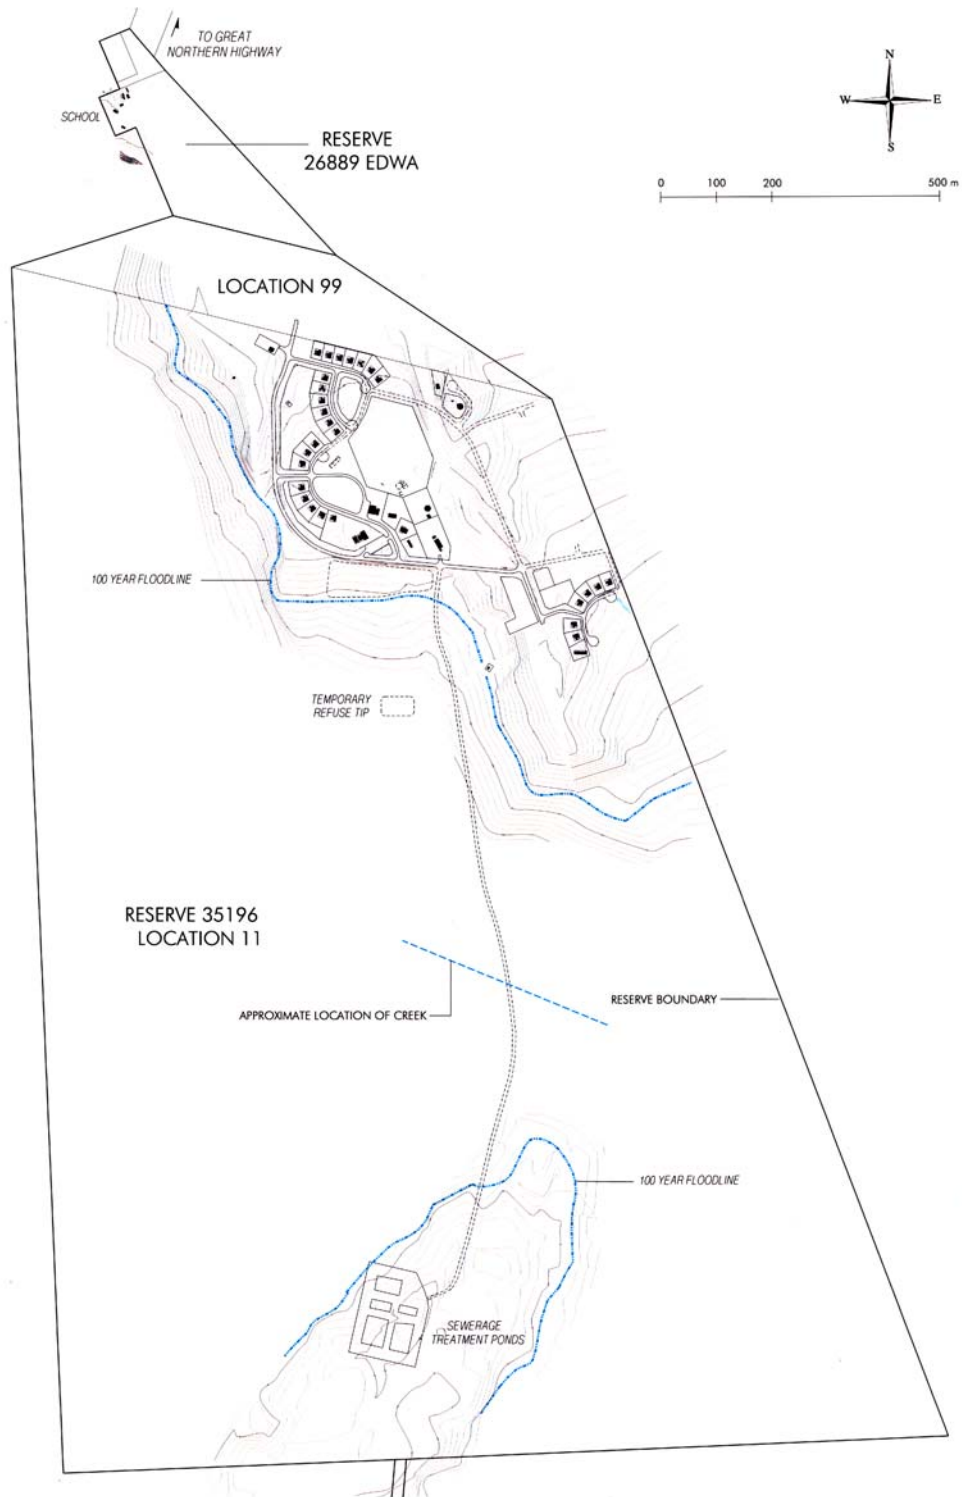 TO GREAT
NORTHERN HIGHWAY
SCHOOL
RESERVE
26889 EDWA
N
W
E
S
0 100 200 500 m
LOCATION 99
100 YEAR FLOODLINE
TEMPORARY
REFUSE TIP
RESERVE 35196
LOCATION 11
APPROXIMATE LOCATION OF CREEK
RESERVE BOUNDARY
100 YEAR FLOODLINE
SEWERAGE
TREATMENT PONDS